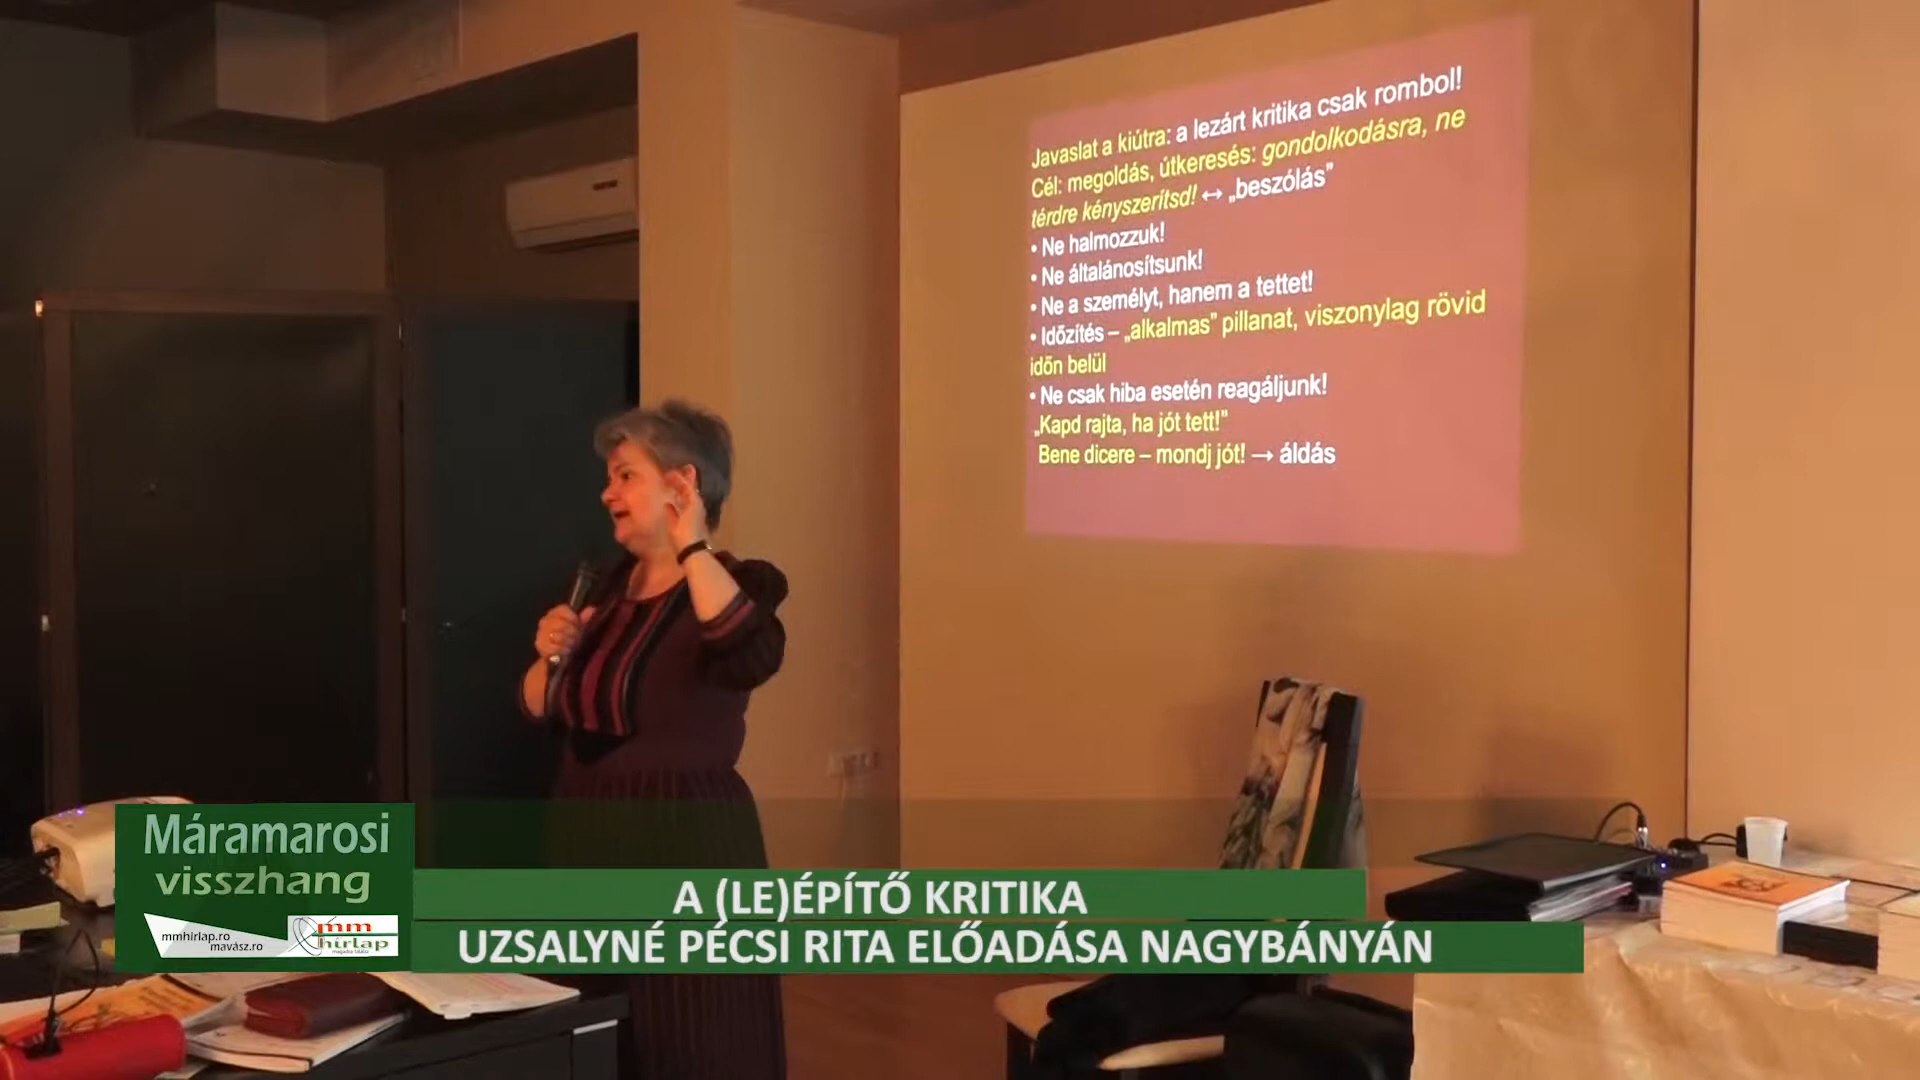 Javaslat a kiútra: a lezárt kritika csak rombol!
Cél: megoldás, útkeresés: gondolkodásra, ne
térdre kényszerítsd! ↔ „beszólás”
• Ne halmozzuk!
• Ne általánosítsunk!
• Ne a személyt, hanem a tettet!
• Időzítés – „alkalmas” pillanat, viszonylag rövid
időn belül
• Ne csak hiba esetén reagáljunk!
„Kapd rajta, ha jót tett!”
Bene dicere – mondj jót! → áldás
Máramarosi
visszhang
mmhirlap.ro
mavász.ro
mm
hírlap
A (LE)ÉPÍTŐ KRITIKA
UZSALYNÉ PÉCSI RITA ELŐADÁSA NAGYBÁNYÁN